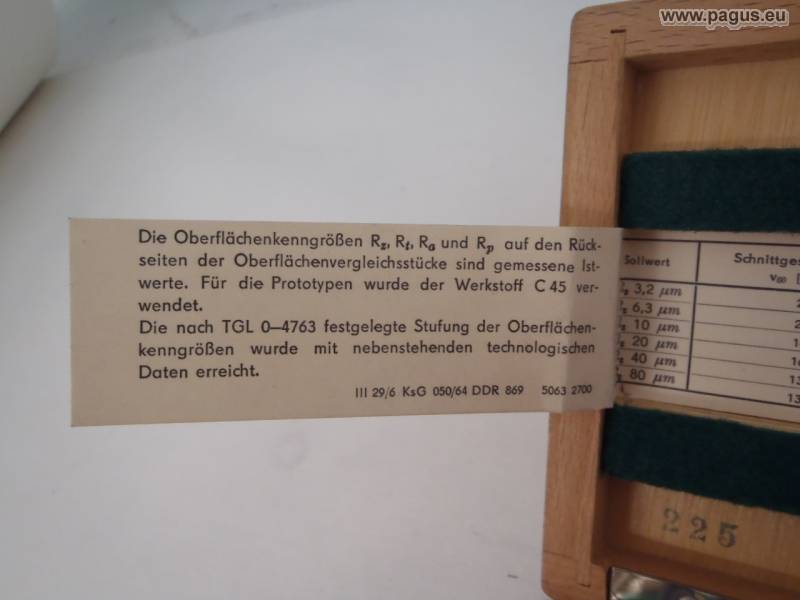 www.pagus.eu
Die Oberflächenkenngrößen Rz, Rt, Ra und Rp auf den Rück-
seiten der Oberflächenvergleichsstücke sind gemessene Ist-
werte. Für die Prototypen wurde der Werkstoff C 45 ver-
wendet.
Die nach TGL 0–4763 festgelegte Stufung der Oberflächen-
kenngrößen wurde mit nebenstehenden technologischen
Daten erreicht.
III 29/6 KsG 050/64 DDR 869 5063 2700
Sollwert
Schnittges
3,2 μm
6,3 μm
10 μm
20 μm
40 μm
80 μm
225